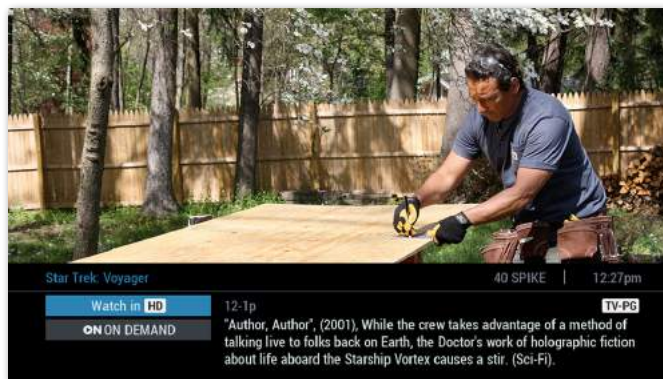 Star Trek: Voyager 40 SPIKE | 12:27pm
Watch in HD 12-1p TV-PG
ON ON DEMAND "Author, Author", (2001), While the crew takes advantage of a method of
talking live to folks back on Earth, the Doctor's work of holographic fiction
about life aboard the Starship Vortex causes a stir. (Sci-Fi).